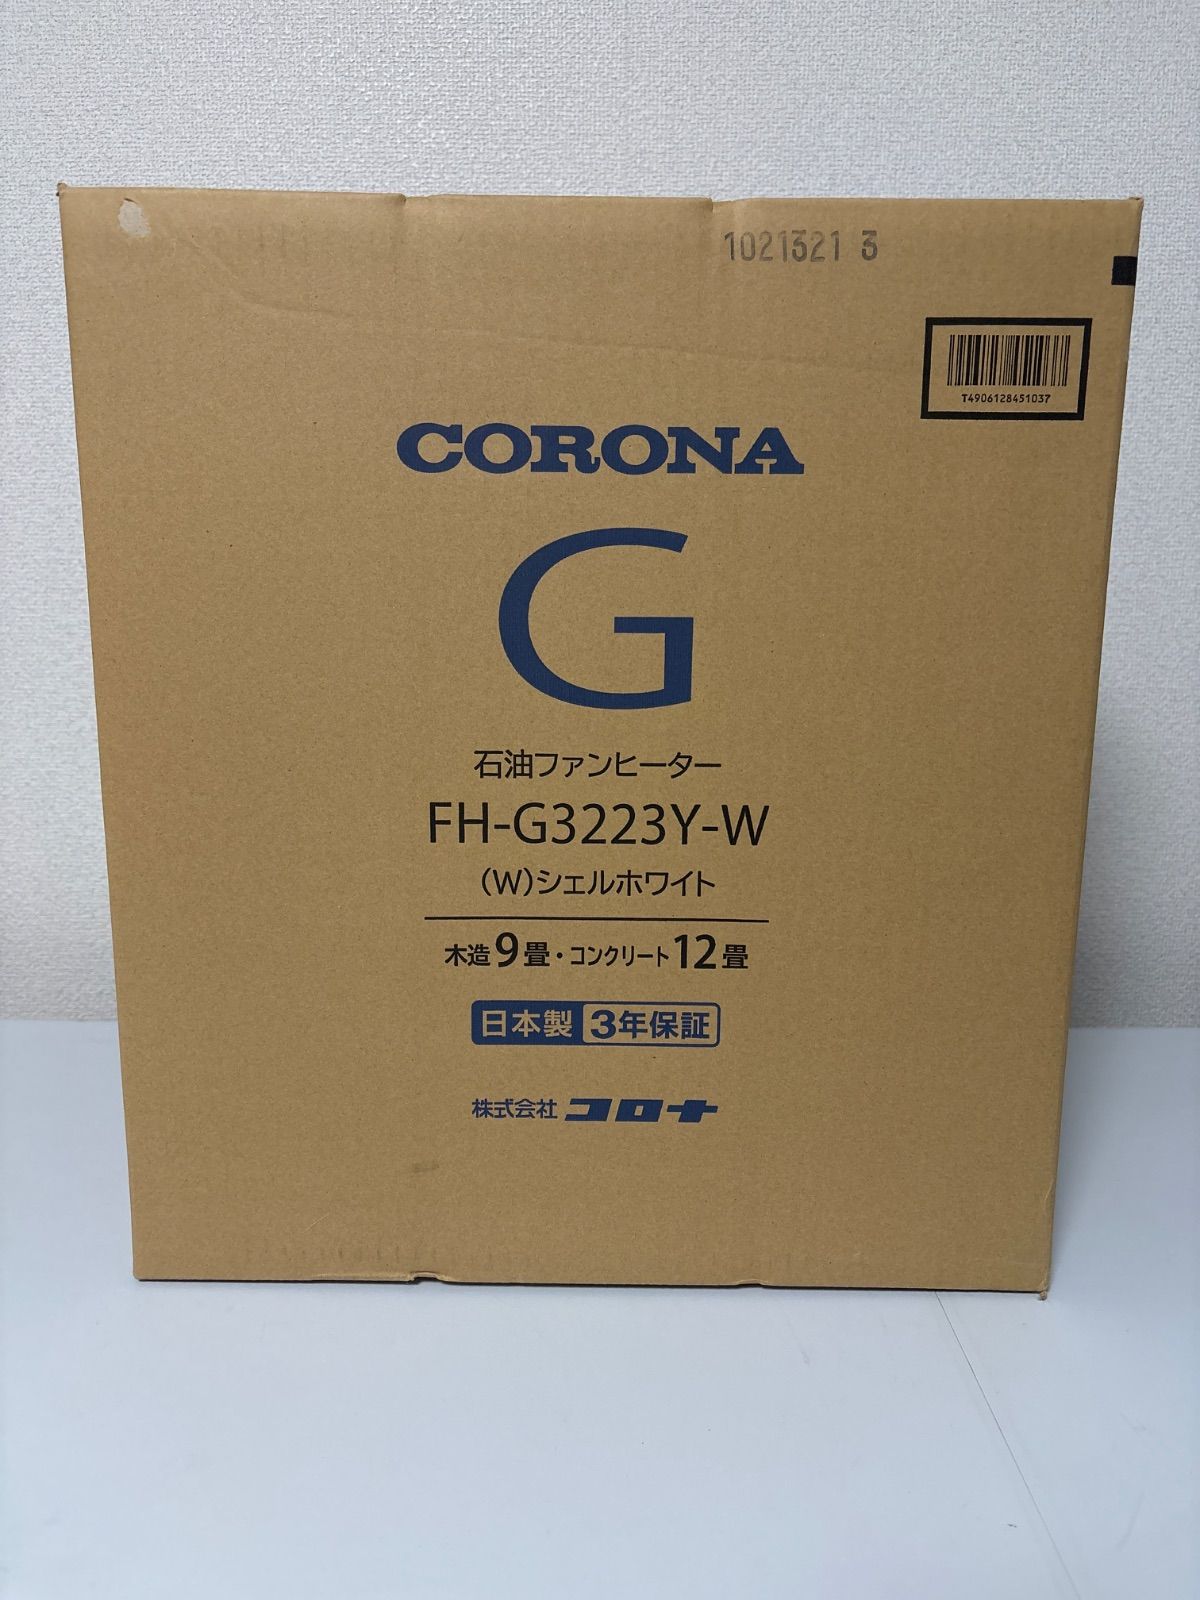 1021321 3
T4906128451037
CORONA
G
石油ファンヒーター
FH-G3223Y-W
(W)シェルホワイト
木造9畳・コンクリート12畳
日本製 3年保証
株式会社 コロナ